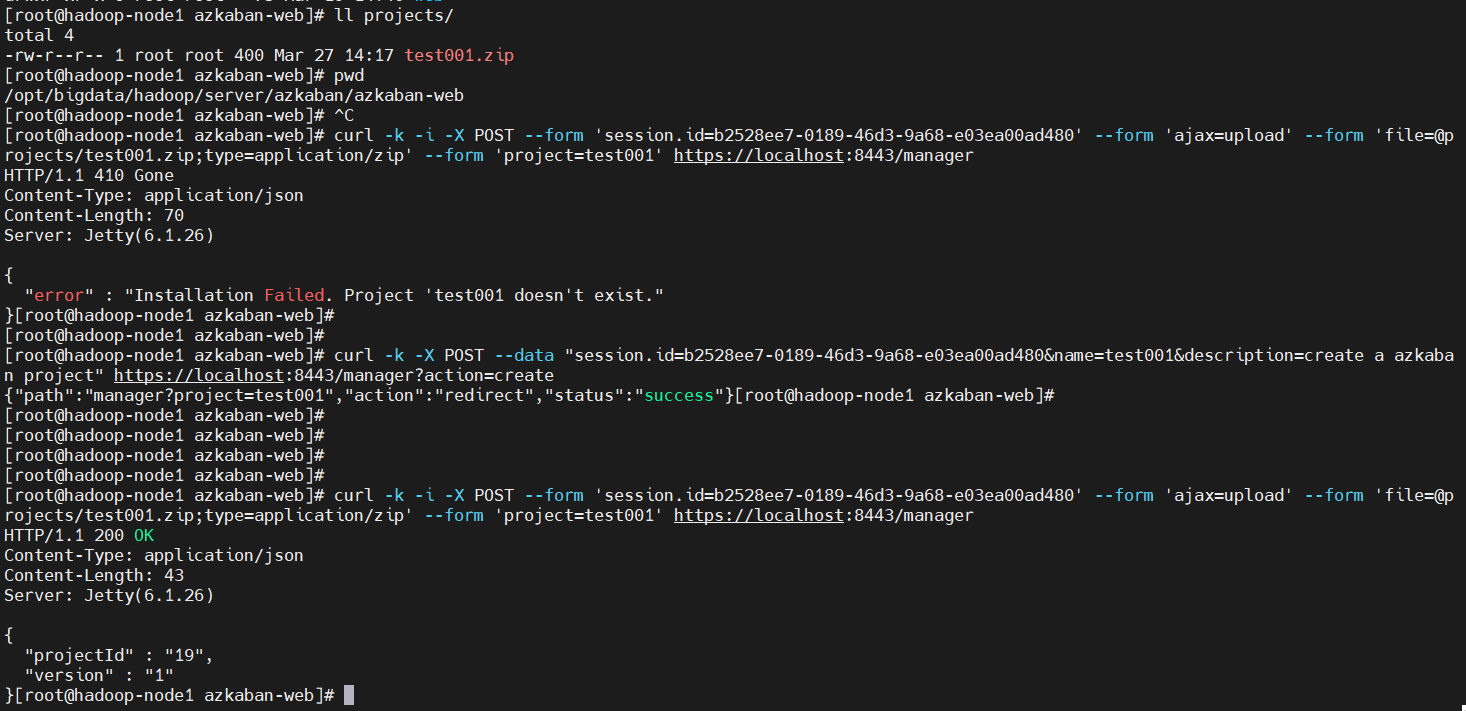 [root@hadoop-node1 azkaban-web]# ll projects/
total 4
-rw-r--r-- 1 root root 400 Mar 27 14:17 test001.zip
[root@hadoop-node1 azkaban-web]# pwd
/opt/bigdata/hadoop/server/azkaban/azkaban-web
[root@hadoop-node1 azkaban-web]# ^C
[root@hadoop-node1 azkaban-web]# curl -k -i -X POST --form 'session.id=b2528ee7-0189-46d3-9a68-e03ea00ad480' --form 'ajax=upload' --form 'file=@p
rojects/test001.zip;type=application/zip' --form 'project=test001' https://localhost:8443/manager
HTTP/1.1 410 Gone
Content-Type: application/json
Content-Length: 70
Server: Jetty(6.1.26)
{
"error" : "Installation Failed. Project 'test001 doesn't exist."
}[root@hadoop-node1 azkaban-web]#
[root@hadoop-node1 azkaban-web]#
[root@hadoop-node1 azkaban-web]# curl -k -X POST --data "session.id=b2528ee7-0189-46d3-9a68-e03ea00ad480&name=test001&description=create a azkaba
n project" https://localhost:8443/manager?action=create
{"path":"manager?project=test001","action":"redirect","status":"success"}[root@hadoop-node1 azkaban-web]#
[root@hadoop-node1 azkaban-web]#
[root@hadoop-node1 azkaban-web]#
[root@hadoop-node1 azkaban-web]#
[root@hadoop-node1 azkaban-web]#
[root@hadoop-node1 azkaban-web]# curl -k -i -X POST --form 'session.id=b2528ee7-0189-46d3-9a68-e03ea00ad480' --form 'ajax=upload' --form 'file=@p
rojects/test001.zip;type=application/zip' --form 'project=test001' https://localhost:8443/manager
HTTP/1.1 200 OK
Content-Type: application/json
Content-Length: 43
Server: Jetty(6.1.26)
{
"projectId" : "19",
"version" : "1"
}[root@hadoop-node1 azkaban-web]#